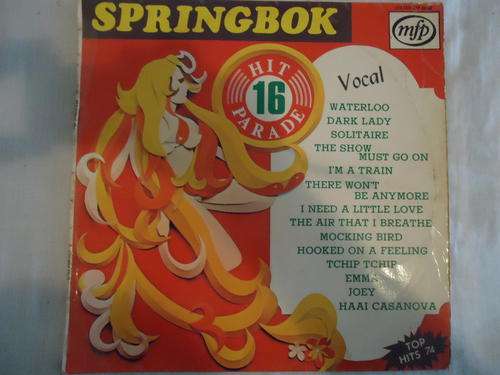 SPRINGBOK
mfp
HIT
16
PARADE
Vocal
WATERLOO
DARK LADY
SOLITAIRE
THE SHOW
MUST GO ON
I'M A TRAIN
THERE WON'T
BE ANYMORE
I NEED A LITTLE LOVE
THE AIR THAT I BREATHE
MOCKING BIRD
HOOKED ON A FEELING
TCHIP TCHIP
EMMA
JOEY
HAAI CASANOVA
TOP
HITS 74